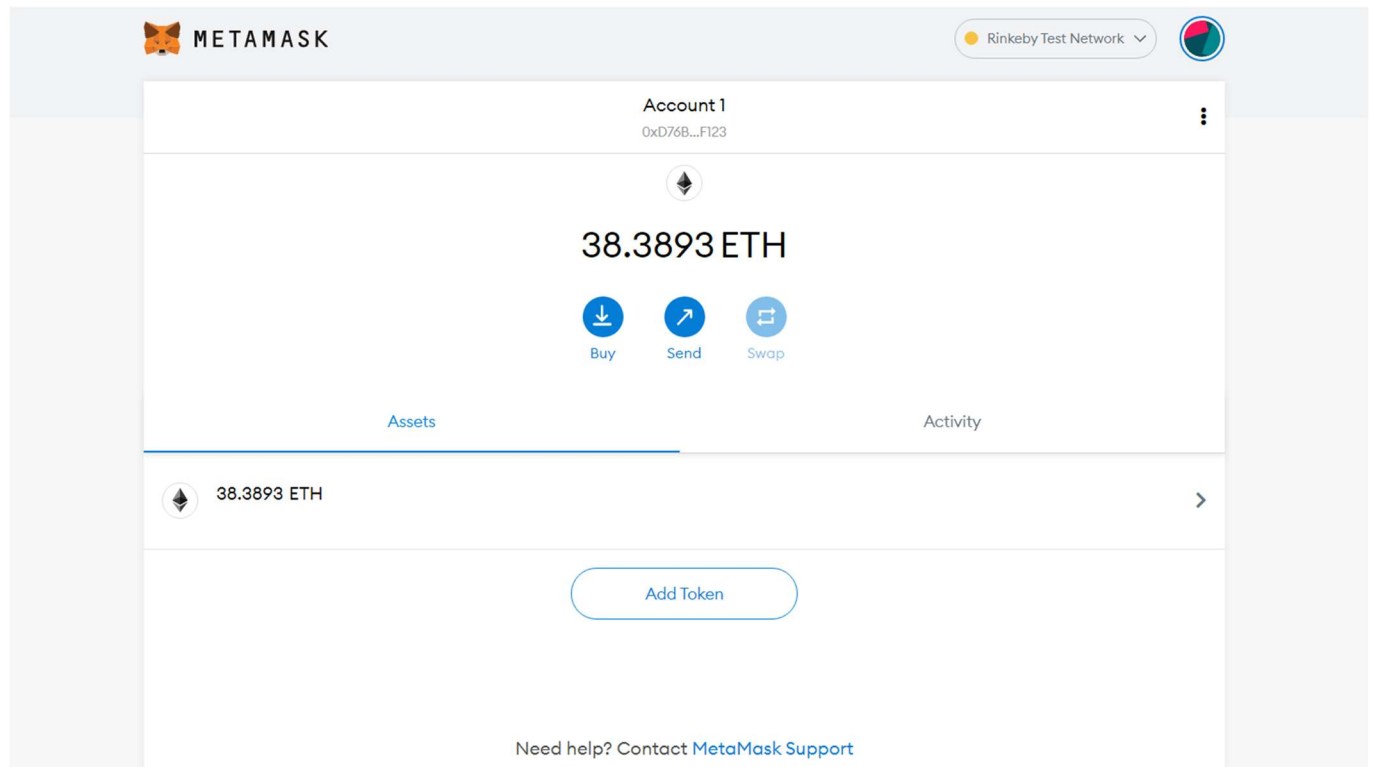 METAMASK
Rinkeby Test Network
Account 1
0xD76B...F123
38.3893 ETH
Buy Send Swap
Assets Activity
38.3893 ETH
Add Token
Need help? Contact MetaMask Support